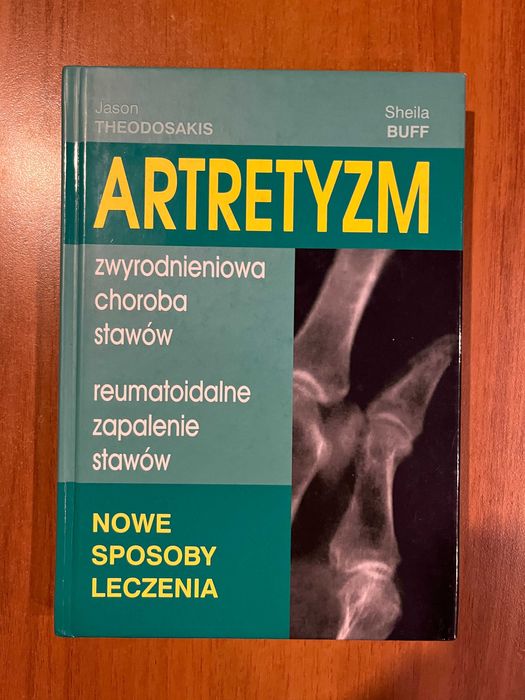 Jason
THEODOSAKIS
Sheila
BUFF
ARTRETYZM
zwyrodnieniowa
choroba
stawów
reumatoidalne
zapalenie
stawów
NOWE
SPOSOBY
LECZENIA